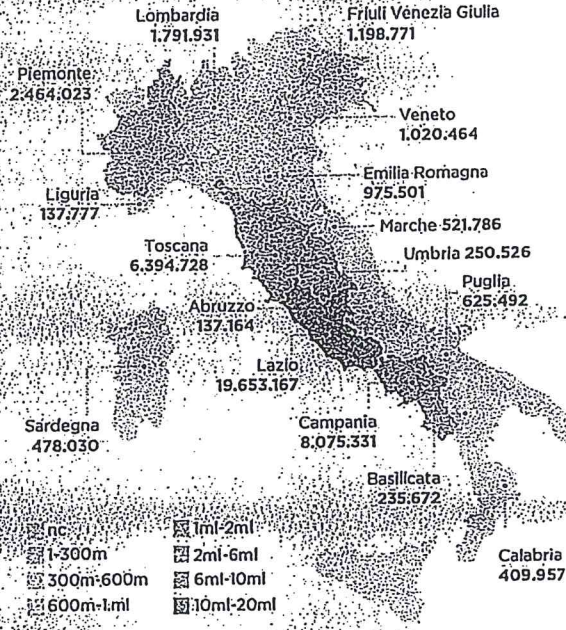 Lombardia
1.791.931
Friuli Venezia Giulia
1.198.771
Piemonte
2.464.023
Veneto
1.020.464
Emilia Romagna
975.501
Liguria
137.777
Marche 521.786
Toscana
6.394.728
Umbria 250.526
Puglia
625.492
Abruzzo
137.164
Lazio
19.653.167
Sardegna
478.030
Campania
8.075.331
Basilicata
235.672
Calabria
409.957
nc
1-300m
300m-600m
600m-1ml
1ml-2ml
2ml-6ml
6ml-10ml
10ml-20ml